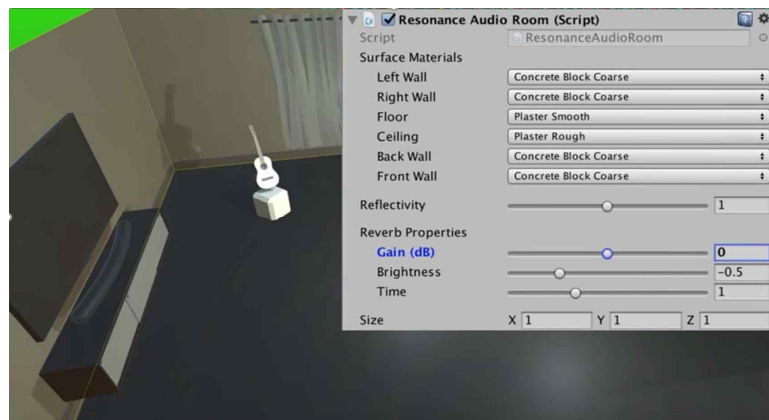 Resonance Audio Room (Script)
Script ResonanceAudioRoom
Surface Materials
Left Wall Concrete Block Coarse
Right Wall Concrete Block Coarse
Floor Plaster Smooth
Ceiling Plaster Rough
Back Wall Concrete Block Coarse
Front Wall Concrete Block Coarse
Reflectivity 1
Reverb Properties
Gain (dB) 0
Brightness -0.5
Time 1
Size X 1 Y 1 Z 1